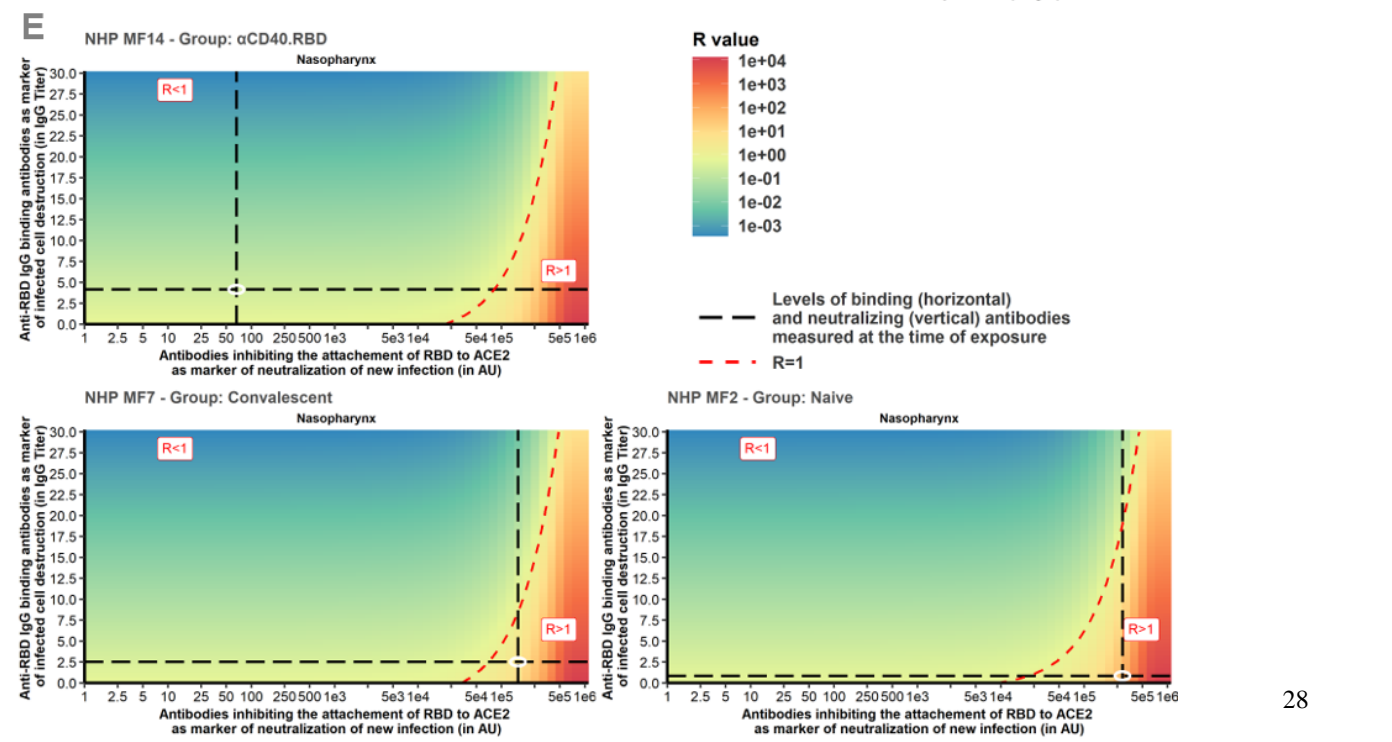 E
NHP MF14 - Group: αCD40.RBD
Nasopharynx
Anti-RBD IgG binding antibodies as marker
of infected cell destruction (in IgG Titer)
30.0
27.5
25.0
22.5
20.0
17.5
15.0
12.5
10.0
7.5
5.0
2.5
0.0
R<1
R>1
1 2.5 5 10 25 50 100 250 500 1e3 5e3 1e4 5e4 1e5 5e5 1e6
Antibodies inhibiting the attachement of RBD to ACE2
as marker of neutralization of new infection (in AU)
R value
1e+04
1e+03
1e+02
1e+01
1e+00
1e-01
1e-02
1e-03
Levels of binding (horizontal)
and neutralizing (vertical) antibodies
measured at the time of exposure
R=1
NHP MF7 - Group: Convalescent
Nasopharynx
Anti-RBD IgG binding antibodies as marker
of infected cell destruction (in IgG Titer)
30.0
27.5
25.0
22.5
20.0
17.5
15.0
12.5
10.0
7.5
5.0
2.5
0.0
R<1
R>1
1 2.5 5 10 25 50 100 250 500 1e3 5e3 1e4 5e4 1e5 5e5 1e6
Antibodies inhibiting the attachement of RBD to ACE2
as marker of neutralization of new infection (in AU)
NHP MF2 - Group: Naive
Nasopharynx
Anti-RBD IgG binding antibodies as marker
of infected cell destruction (in IgG Titer)
30.0
27.5
25.0
22.5
20.0
17.5
15.0
12.5
10.0
7.5
5.0
2.5
0.0
R<1
R>1
1 2.5 5 10 25 50 100 250 500 1e3 5e3 1e4 5e4 1e5 5e5 1e6
Antibodies inhibiting the attachement of RBD to ACE2
as marker of neutralization of new infection (in AU)
28